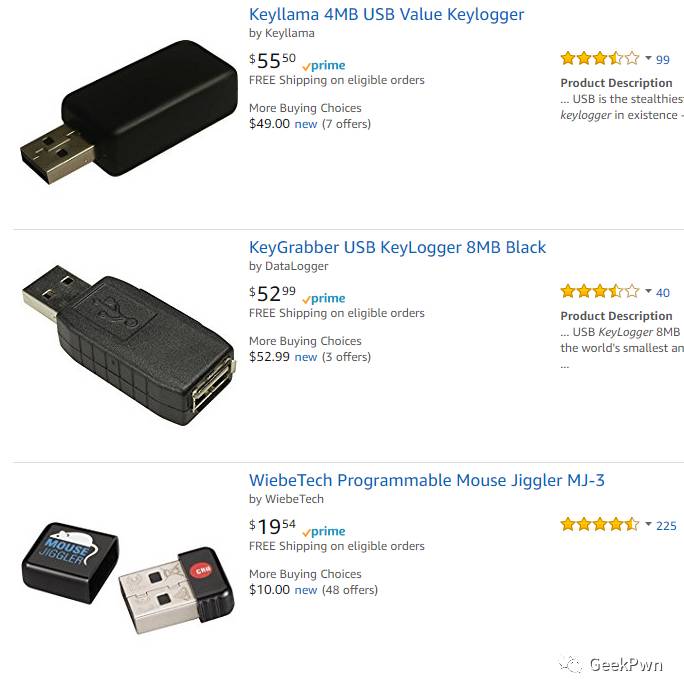 Keyllama 4MB USB Value Keylogger
by Keyllama
$55 50 prime
FREE Shipping on eligible orders
More Buying Choices
$49.00 new (7 offers)
99
Product Description
... USB is the stealthies
keylogger in existence -
KeyGrabber USB KeyLogger 8MB Black
by DataLogger
$52 99 prime
FREE Shipping on eligible orders
More Buying Choices
$52.99 new (3 offers)
40
Product Description
... USB KeyLogger 8MB
the world's smallest an
...
WiebeTech Programmable Mouse Jiggler MJ-3
by WiebeTech
$19 54 prime
FREE Shipping on eligible orders
More Buying Choices
$10.00 new (48 offers)
225
MOUSE
JIGGLER
CRU
GeekPwn